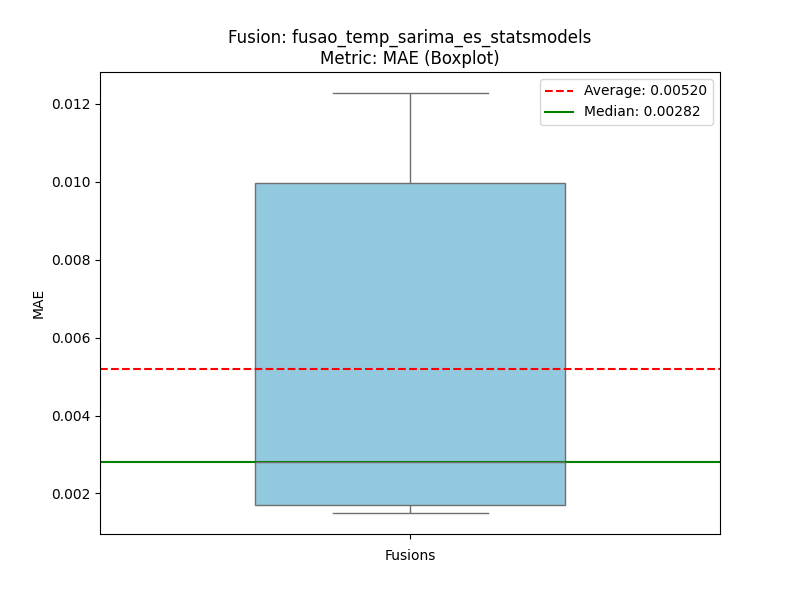 Fusion: fusao_temp_sarima_es_statsmodels
Metric: MAE (Boxplot)
Average: 0.00520
Median: 0.00282
0.012
0.010
0.008
0.006
0.004
0.002
MAE
Fusions